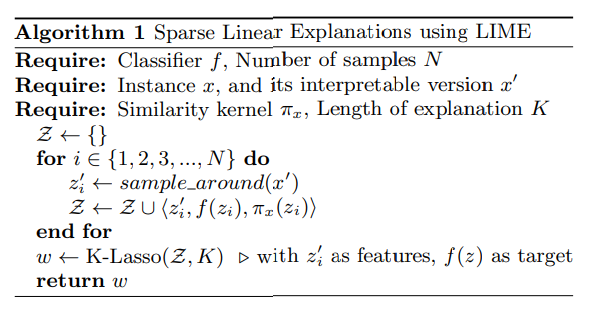 Algorithm 1 Sparse Linear Explanations using LIME
Require: Classifier f, Number of samples N
Require: Instance x, and its interpretable version x′
Require: Similarity kernel πₓ, Length of explanation K
𝒵 ← {}
for i ∈ {1, 2, 3, ..., N} do
z′ᵢ ← sample_around(x′)
𝒵 ← 𝒵 ∪ ⟨z′ᵢ, f(zᵢ), πₓ(zᵢ)⟩
end for
w ← K-Lasso(𝒵, K) ▷ with z′ᵢ as features, f(z) as target
return w